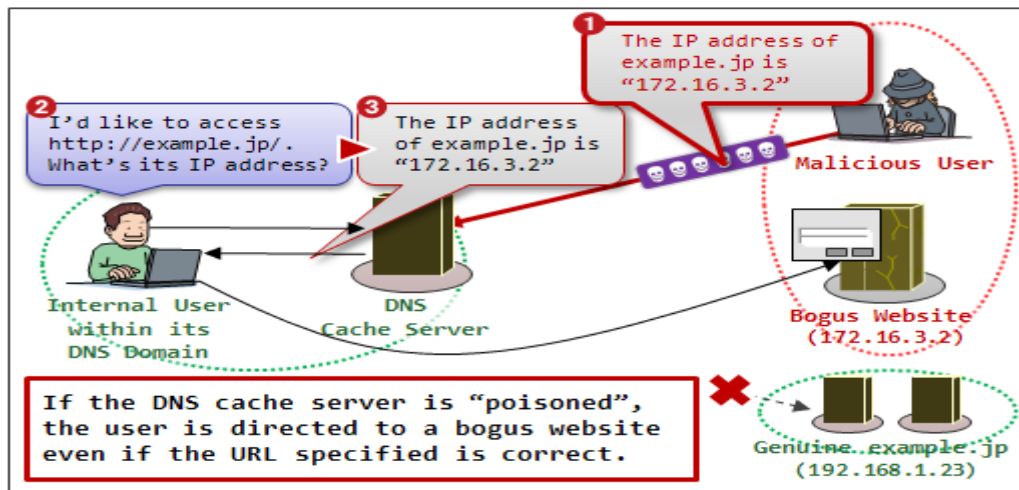 1
The IP address of
example.jp is
“172.16.3.2”
2
I’d like to access
http://example.jp/.
What’s its IP address?
3
The IP address
of example.jp is
“172.16.3.2”
Malicious User
Internal User
within its
DNS Domain
DNS
Cache Server
Bogus Website
(172.16.3.2)
If the DNS cache server is “poisoned”,
the user is directed to a bogus website
even if the URL specified is correct.
Genuine example.jp
(192.168.1.23)